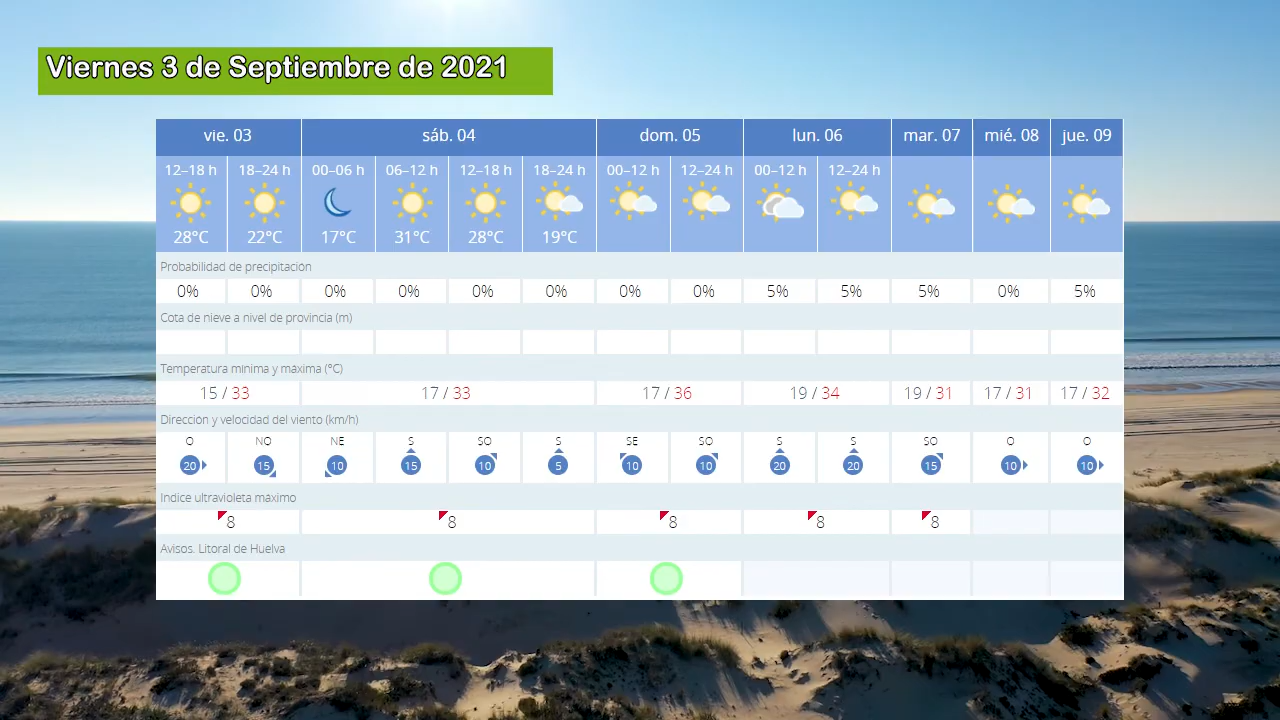 Viernes 3 de Septiembre de 2021
vie. 03 sáb. 04 dom. 05 lun. 06 mar. 07 mié. 08 jue. 09
12–18 h 18–24 h 00–06 h 06–12 h 12–18 h 18–24 h 00–12 h 12–24 h 00–12 h 12–24 h
28°C 22°C 17°C 31°C 28°C 19°C
Probabilidad de precipitación
0% 0% 0% 0% 0% 0% 0% 0% 5% 5% 5% 0% 5%
Cota de nieve a nivel de provincia (m)
Temperatura mínima y máxima (°C)
15 / 33 17 / 33 17 / 36 19 / 34 19 / 31 17 / 31 17 / 32
Dirección y velocidad del viento (km/h)
O NO NE S SO S SE SO S S SO O O
20 15 10 15 10 5 10 10 20 20 15 10 10
Indice ultravioleta máximo
8 8 8 8 8
Avisos. Litoral de Huelva